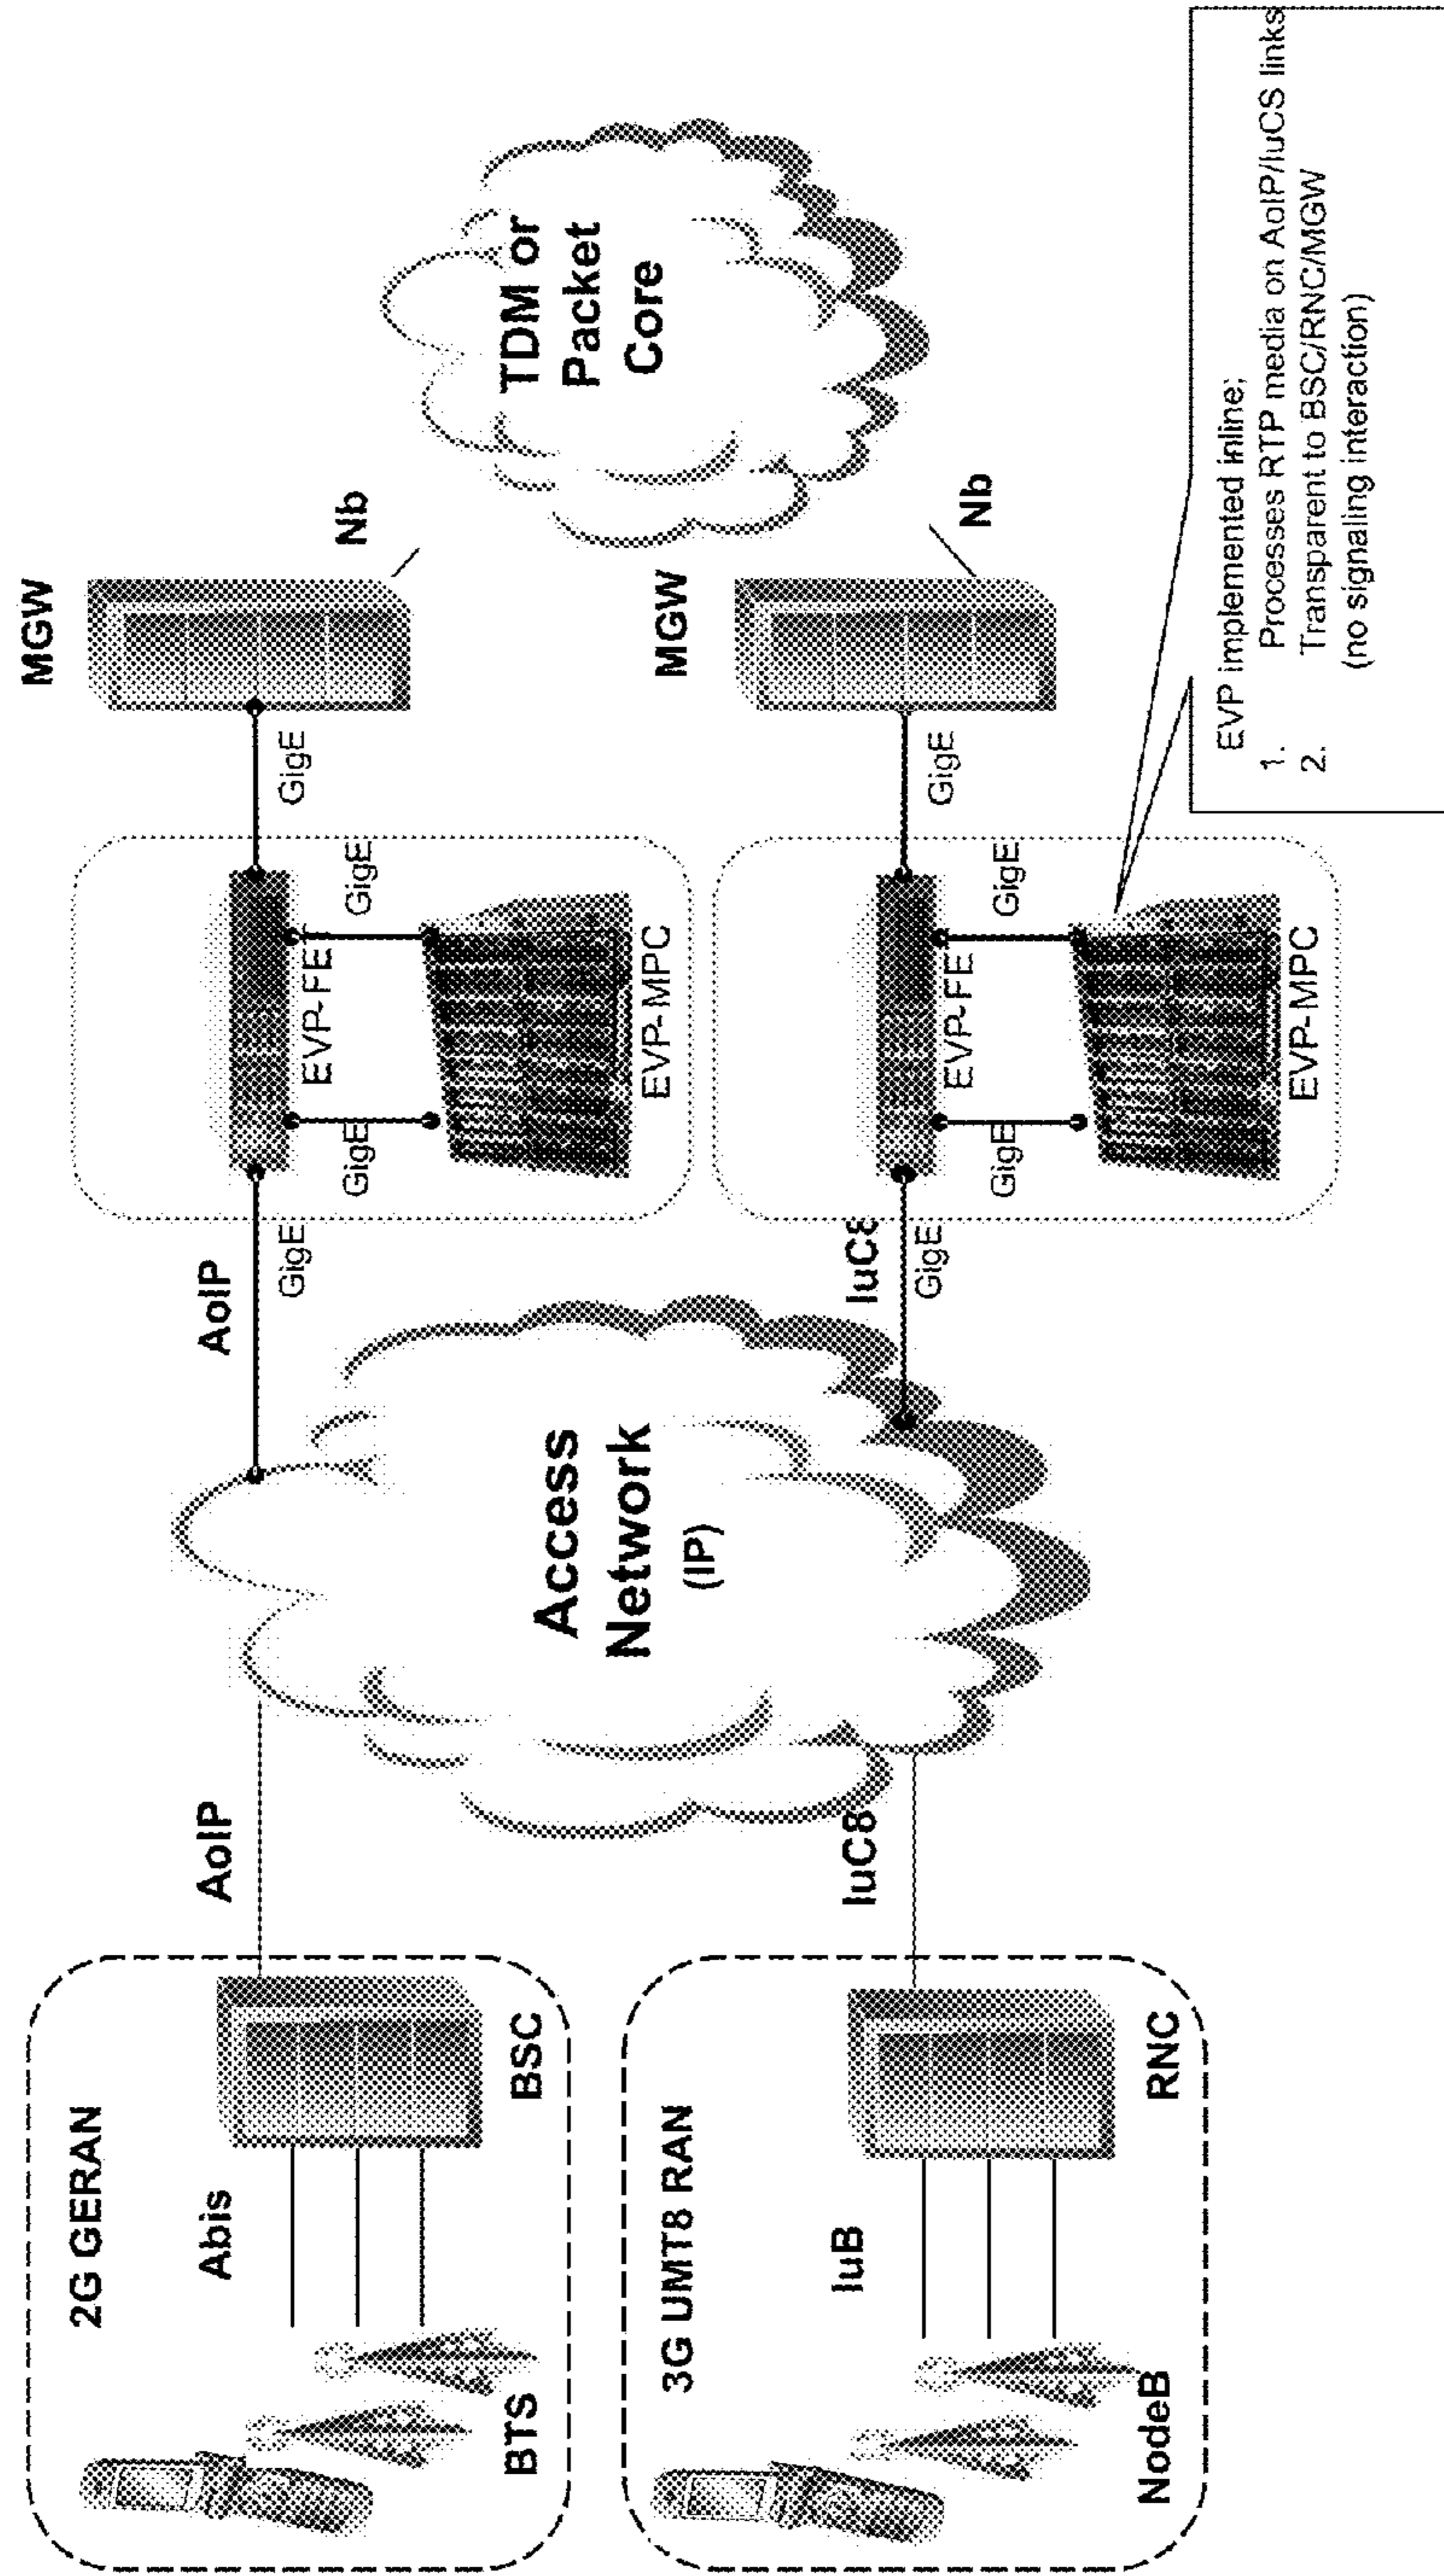 2G GERAN
Abis
BTS
BSC
AoIP
3G UMT8 RAN
IuB
NodeB
RNC
IuC8
Access
Network
(IP)
AoIP
GigE
EVP-FE
GigE
GigE
EVP-MPC
GigE
MGW
Nb
IuC8
GigE
EVP-FE
GigE
GigE
EVP-MPC
GigE
MGW
Nb
TDM or
Packet
Core
EVP implemented inline;
1. Processes RTP media on AoIP/IuCS links
2. Transparent to BSC/RNC/MGW
(no signaling interaction)